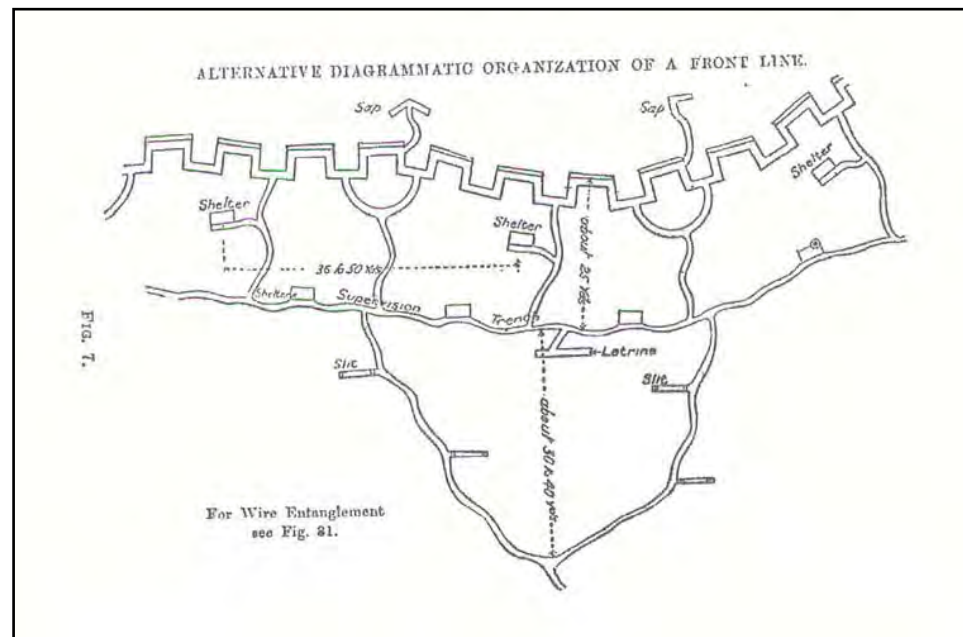 ALTERNATIVE DIAGRAMMATIC ORGANIZATION OF A FRONT LINE.
Sap
Sap
Shelter
Shelter
Shelter
35 to 50 Yds
about 25 Yds
Shelters
Supervision
Trench
Latrine
Slit
Slit
about 30 to 40 Yds
FIG. 7.
For Wire Entanglement
see Fig. 31.